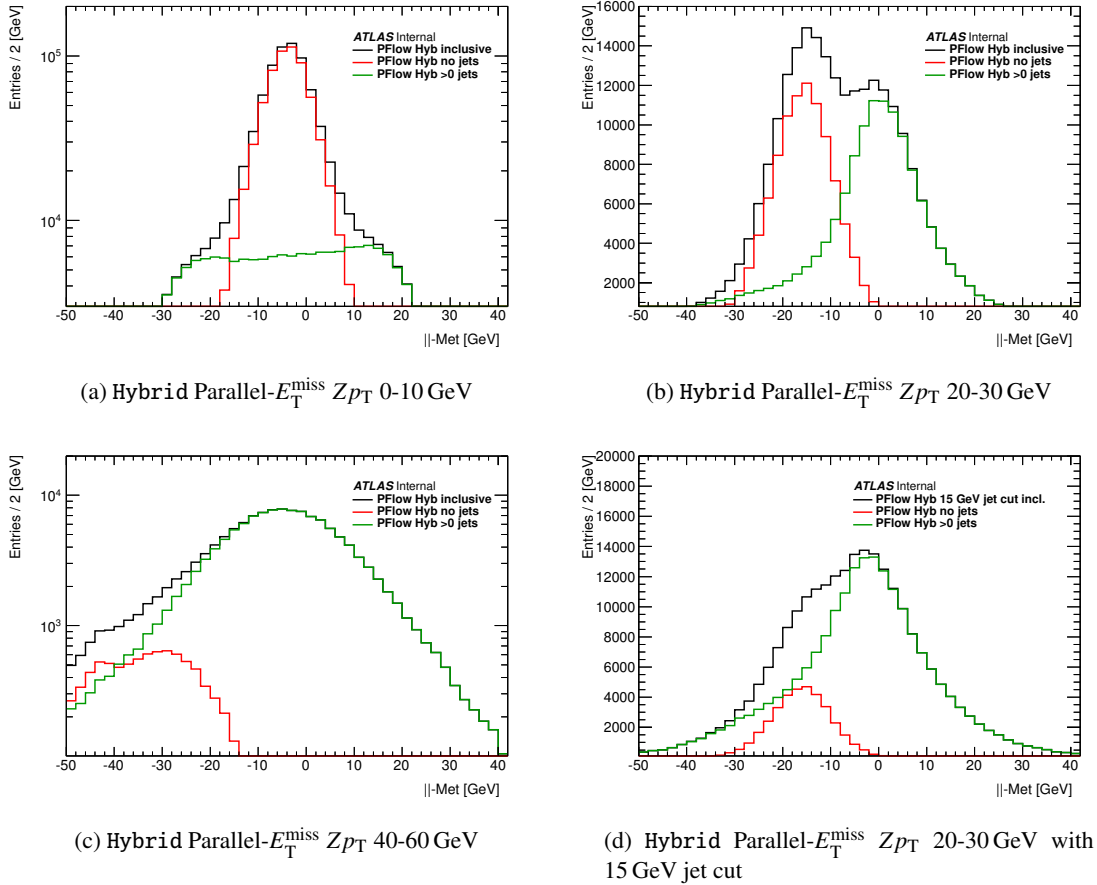 Entries / 2 [GeV]
10⁵
10⁴
ATLAS Internal
PFlow Hyb inclusive
PFlow Hyb no jets
PFlow Hyb >0 jets
-50 -40 -30 -20 -10 0 10 20 30 40
||-Met [GeV]
(a) Hybrid Parallel-E_T^miss Zp_T 0-10 GeV
Entries / 2 [GeV]
16000
14000
12000
10000
8000
6000
4000
2000
ATLAS Internal
PFlow Hyb inclusive
PFlow Hyb no jets
PFlow Hyb >0 jets
-50 -40 -30 -20 -10 0 10 20 30 40
||-Met [GeV]
(b) Hybrid Parallel-E_T^miss Zp_T 20-30 GeV
Entries / 2 [GeV]
10⁴
10³
ATLAS Internal
PFlow Hyb inclusive
PFlow Hyb no jets
PFlow Hyb >0 jets
-50 -40 -30 -20 -10 0 10 20 30 40
||-Met [GeV]
(c) Hybrid Parallel-E_T^miss Zp_T 40-60 GeV
Entries / 2 [GeV]
20000
18000
16000
14000
12000
10000
8000
6000
4000
2000
ATLAS Internal
PFlow Hyb 15 GeV jet cut incl.
PFlow Hyb no jets
PFlow Hyb >0 jets
-50 -40 -30 -20 -10 0 10 20 30 40
||-Met [GeV]
(d) Hybrid Parallel-E_T^miss Zp_T 20-30 GeV with
15 GeV jet cut